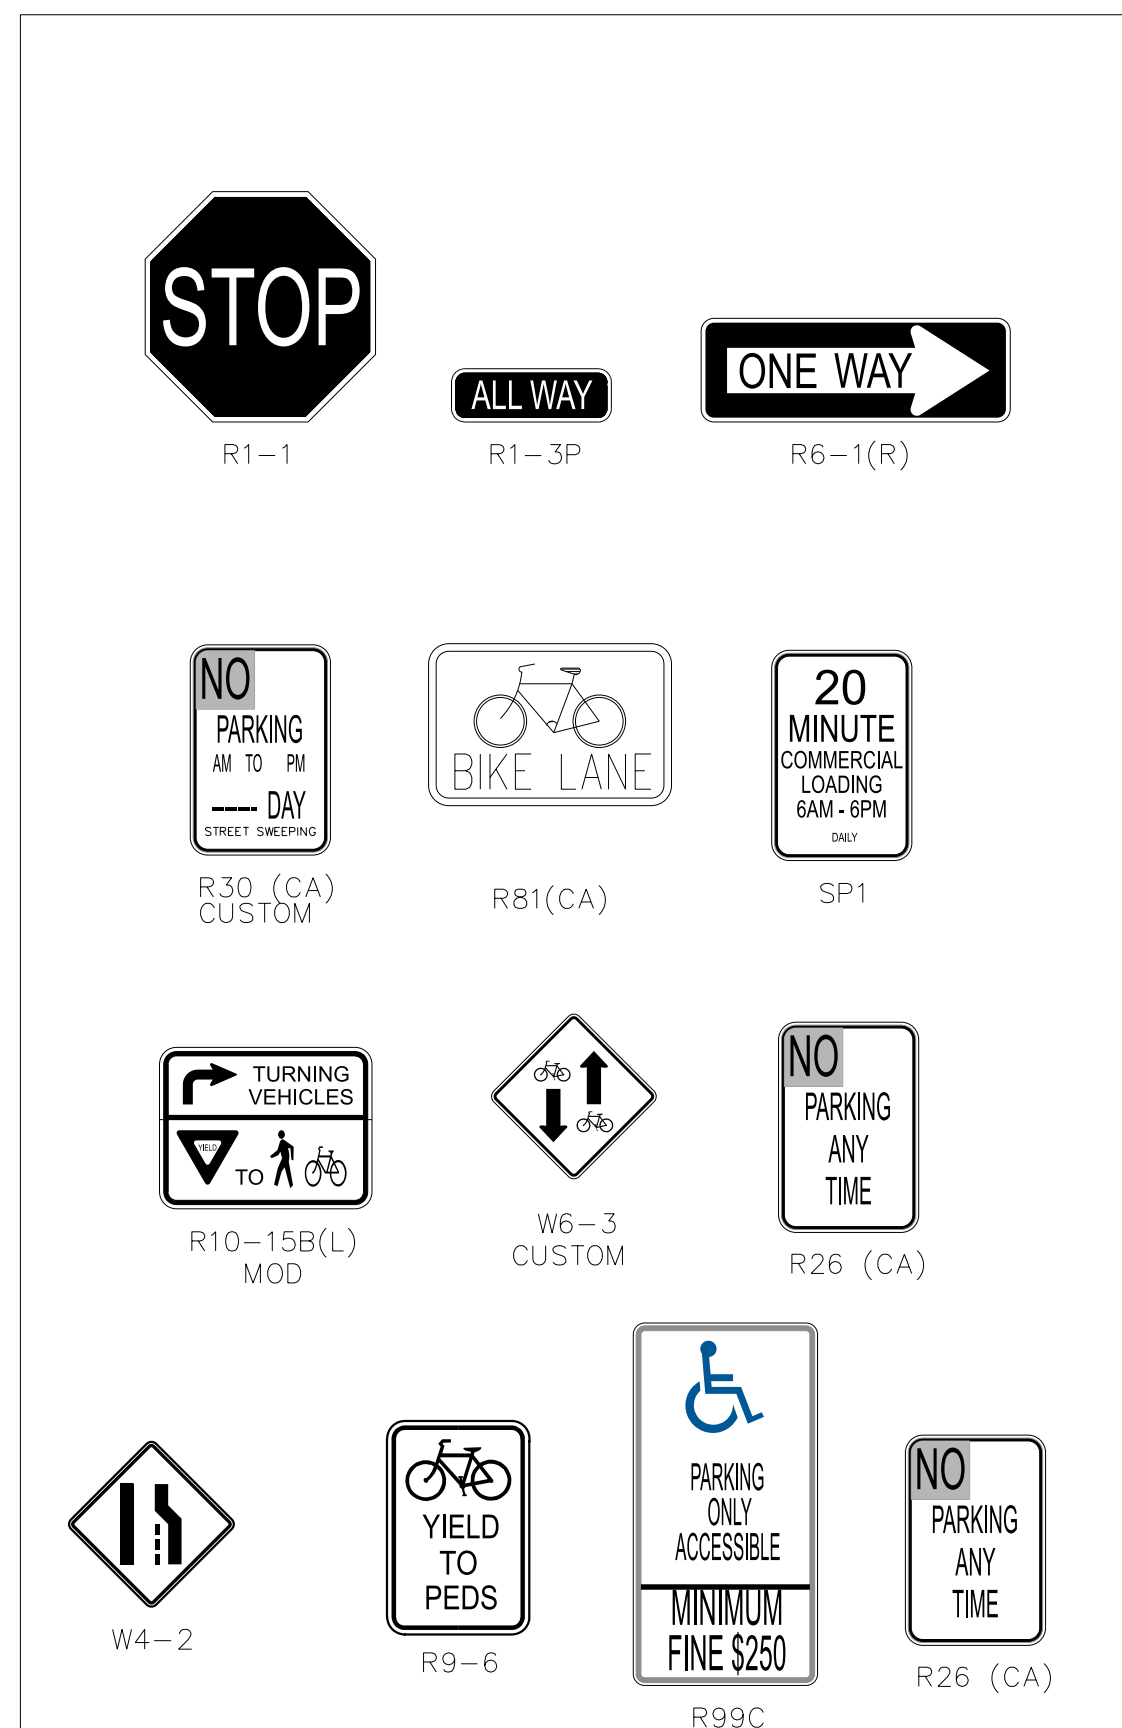 STOP
R1-1
ALL WAY
R1-3P
ONE WAY
R6-1(R)
NO
PARKING
AM TO PM
---- DAY
STREET SWEEPING
R30 (CA)
CUSTOM
BIKE LANE
R81(CA)
20
MINUTE
COMMERCIAL
LOADING
6AM - 6PM
DAILY
SP1
TURNING
VEHICLES
YIELD
TO
R10-15B(L)
MOD
W6-3
CUSTOM
NO
PARKING
ANY
TIME
R26 (CA)
W4-2
YIELD
TO
PEDS
R9-6
PARKING
ONLY
ACCESSIBLE
MINIMUM
FINE $250
R99C
NO
PARKING
ANY
TIME
R26 (CA)